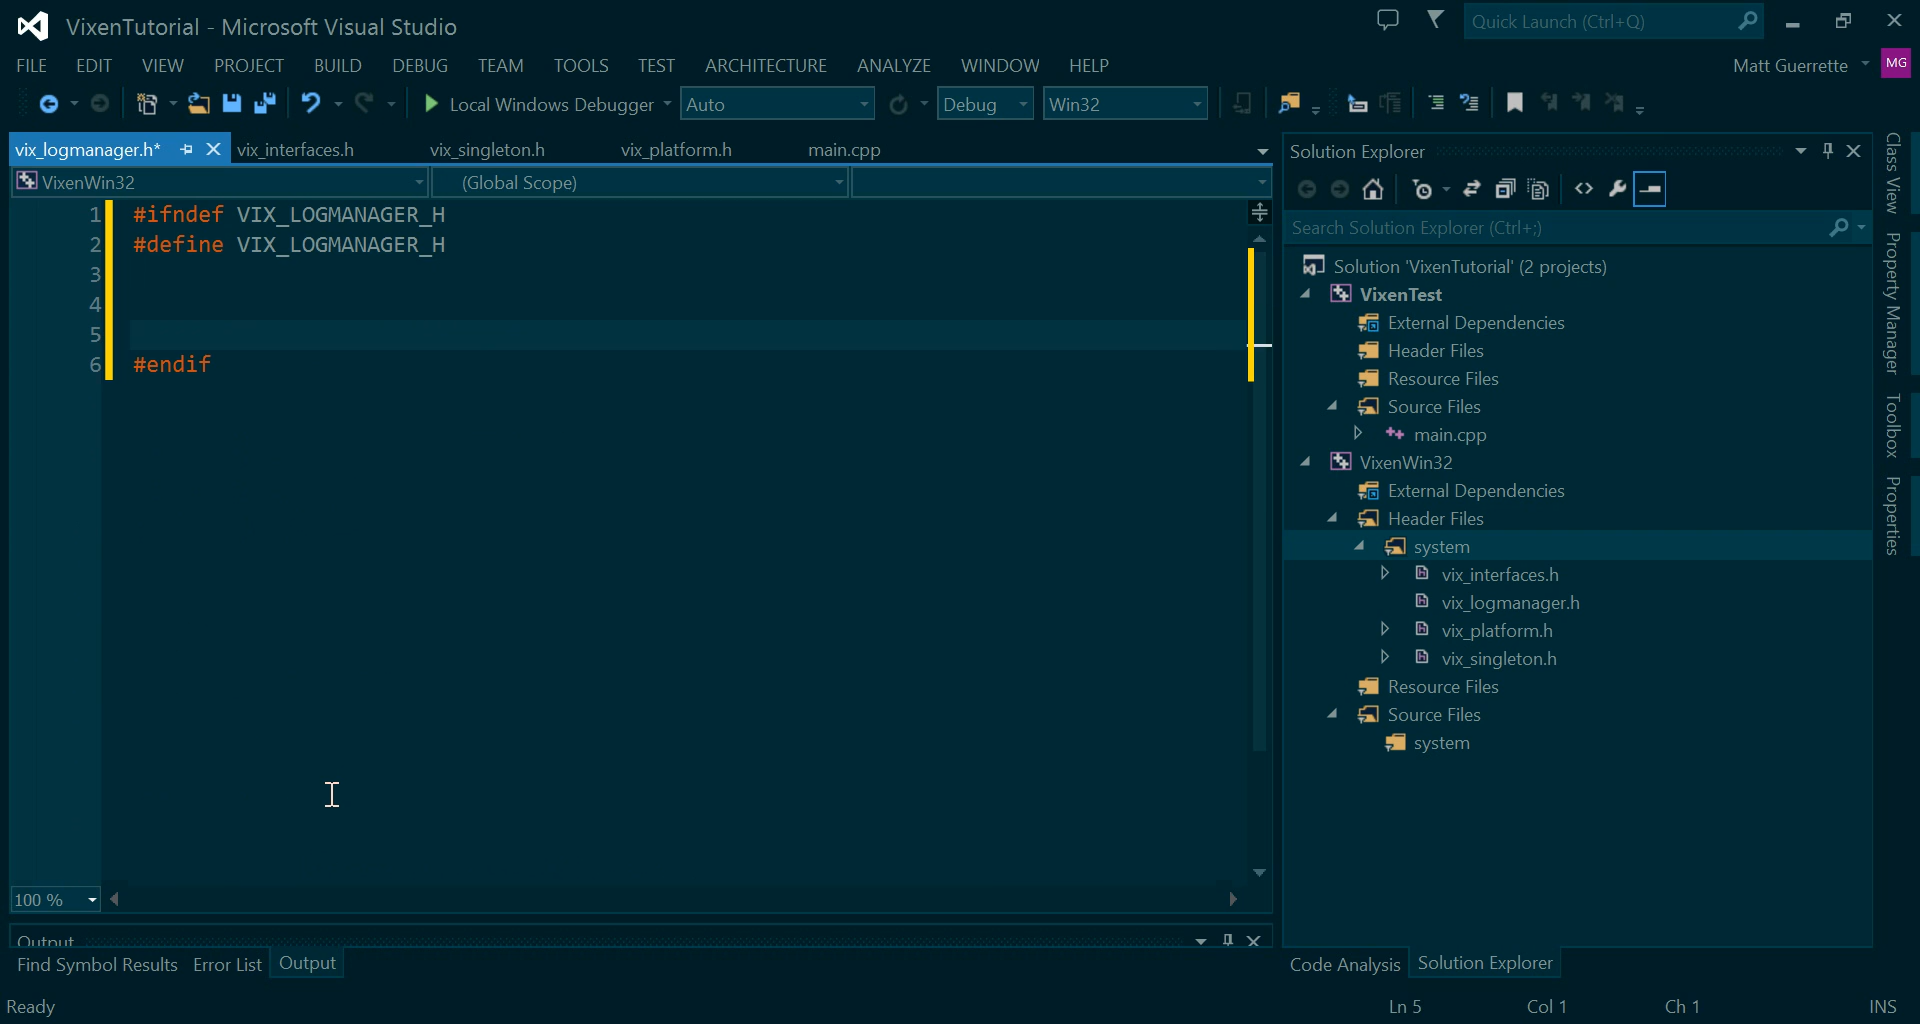 VixenTutorial - Microsoft Visual Studio
Quick Launch (Ctrl+Q)
FILE EDIT VIEW PROJECT BUILD DEBUG TEAM TOOLS TEST ARCHITECTURE ANALYZE WINDOW HELP
Matt Guerrette MG
Local Windows Debugger Auto Debug Win32
vix_logmanager.h* vix_interfaces.h vix_singleton.h vix_platform.h main.cpp
VixenWin32 (Global Scope)
1 #ifndef VIX_LOGMANAGER_H
2 #define VIX_LOGMANAGER_H
3
4
5
6 #endif
100 %
Output
Find Symbol Results Error List Output
Solution Explorer
Search Solution Explorer (Ctrl+;)
Solution 'VixenTutorial' (2 projects)
VixenTest
External Dependencies
Header Files
Resource Files
Source Files
main.cpp
VixenWin32
External Dependencies
Header Files
system
vix_interfaces.h
vix_logmanager.h
vix_platform.h
vix_singleton.h
Resource Files
Source Files
system
Code Analysis Solution Explorer
Class View
Property Manager
Toolbox
Properties
Ready Ln 5 Col 1 Ch 1 INS